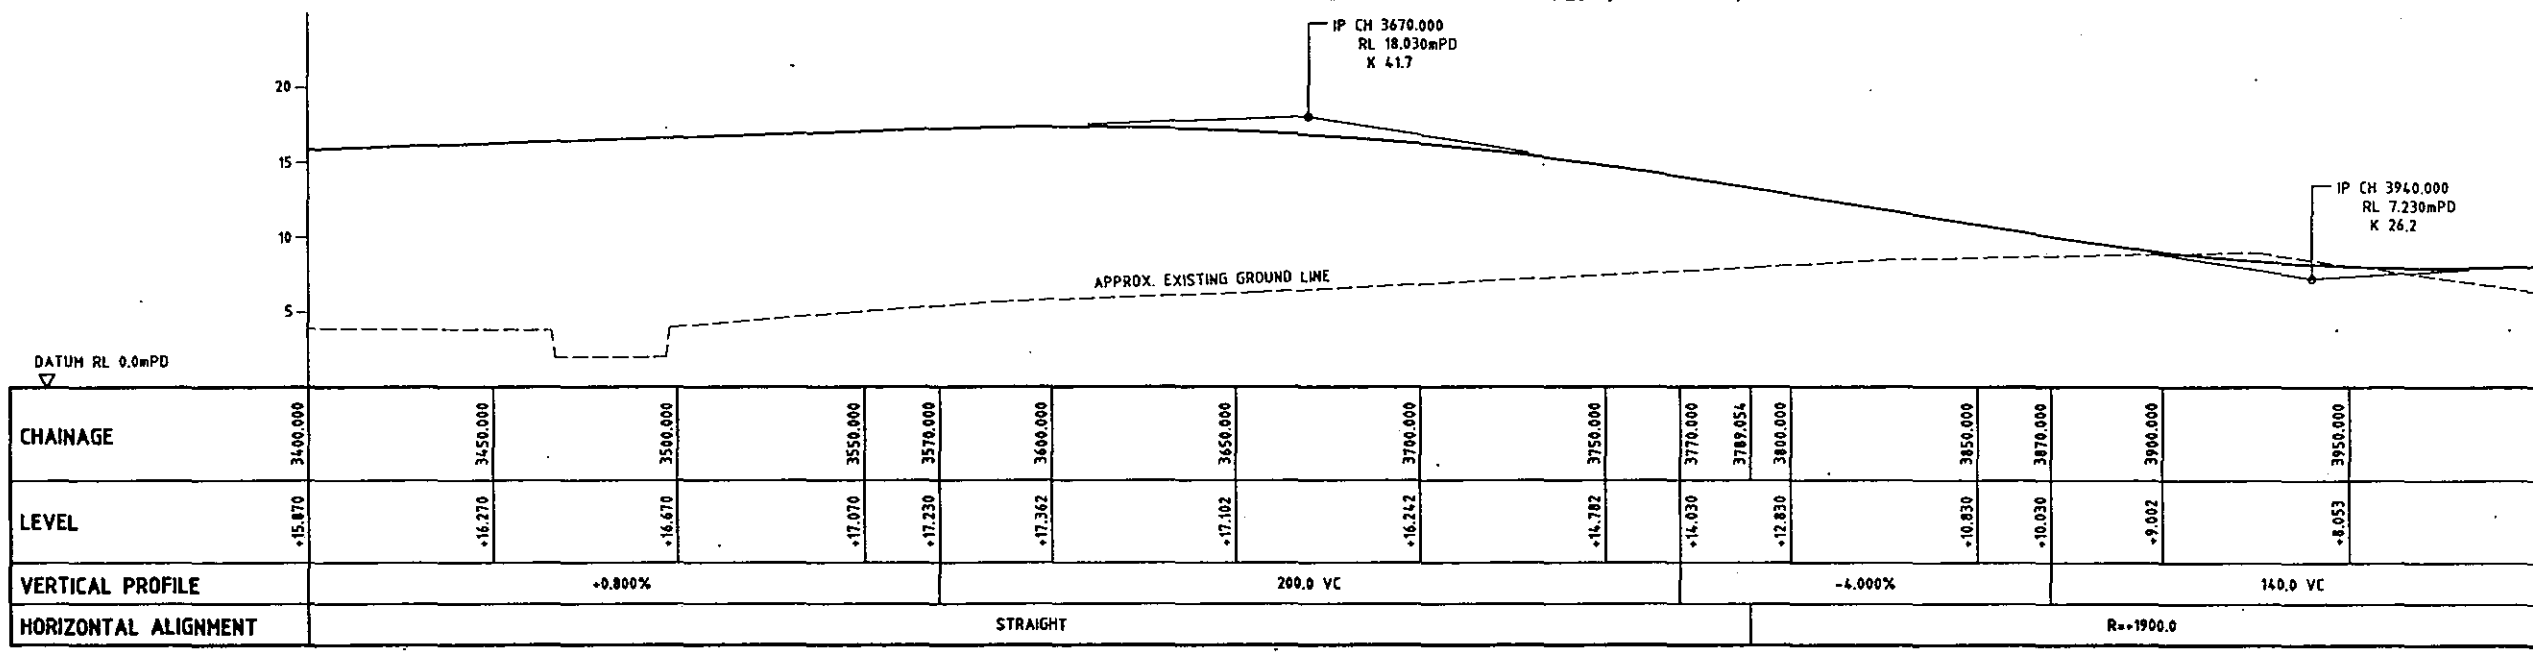 IP CH 3670.000
RL 18.030mPD
K 41.7
20
15
IP CH 3940.000
RL 7.230mPD
K 26.2
10
APPROX. EXISTING GROUND LINE
5
DATUM RL 0.0mPD
CHAINAGE 3400.000 3450.000 3500.000 3550.000 3570.000 3600.000 3650.000 3700.000 3750.000 3770.000 3789.054 3800.000 3850.000 3870.000 3900.000 3950.000
LEVEL +15.870 +16.270 +16.670 +17.070 +17.230 +17.362 +17.102 +16.242 +14.782 +14.030 +12.830 +10.830 +10.030 +9.002 +8.053
VERTICAL PROFILE +0.800% 200.0 VC -4.000% 140.0 VC
HORIZONTAL ALIGNMENT STRAIGHT R=+1900.0